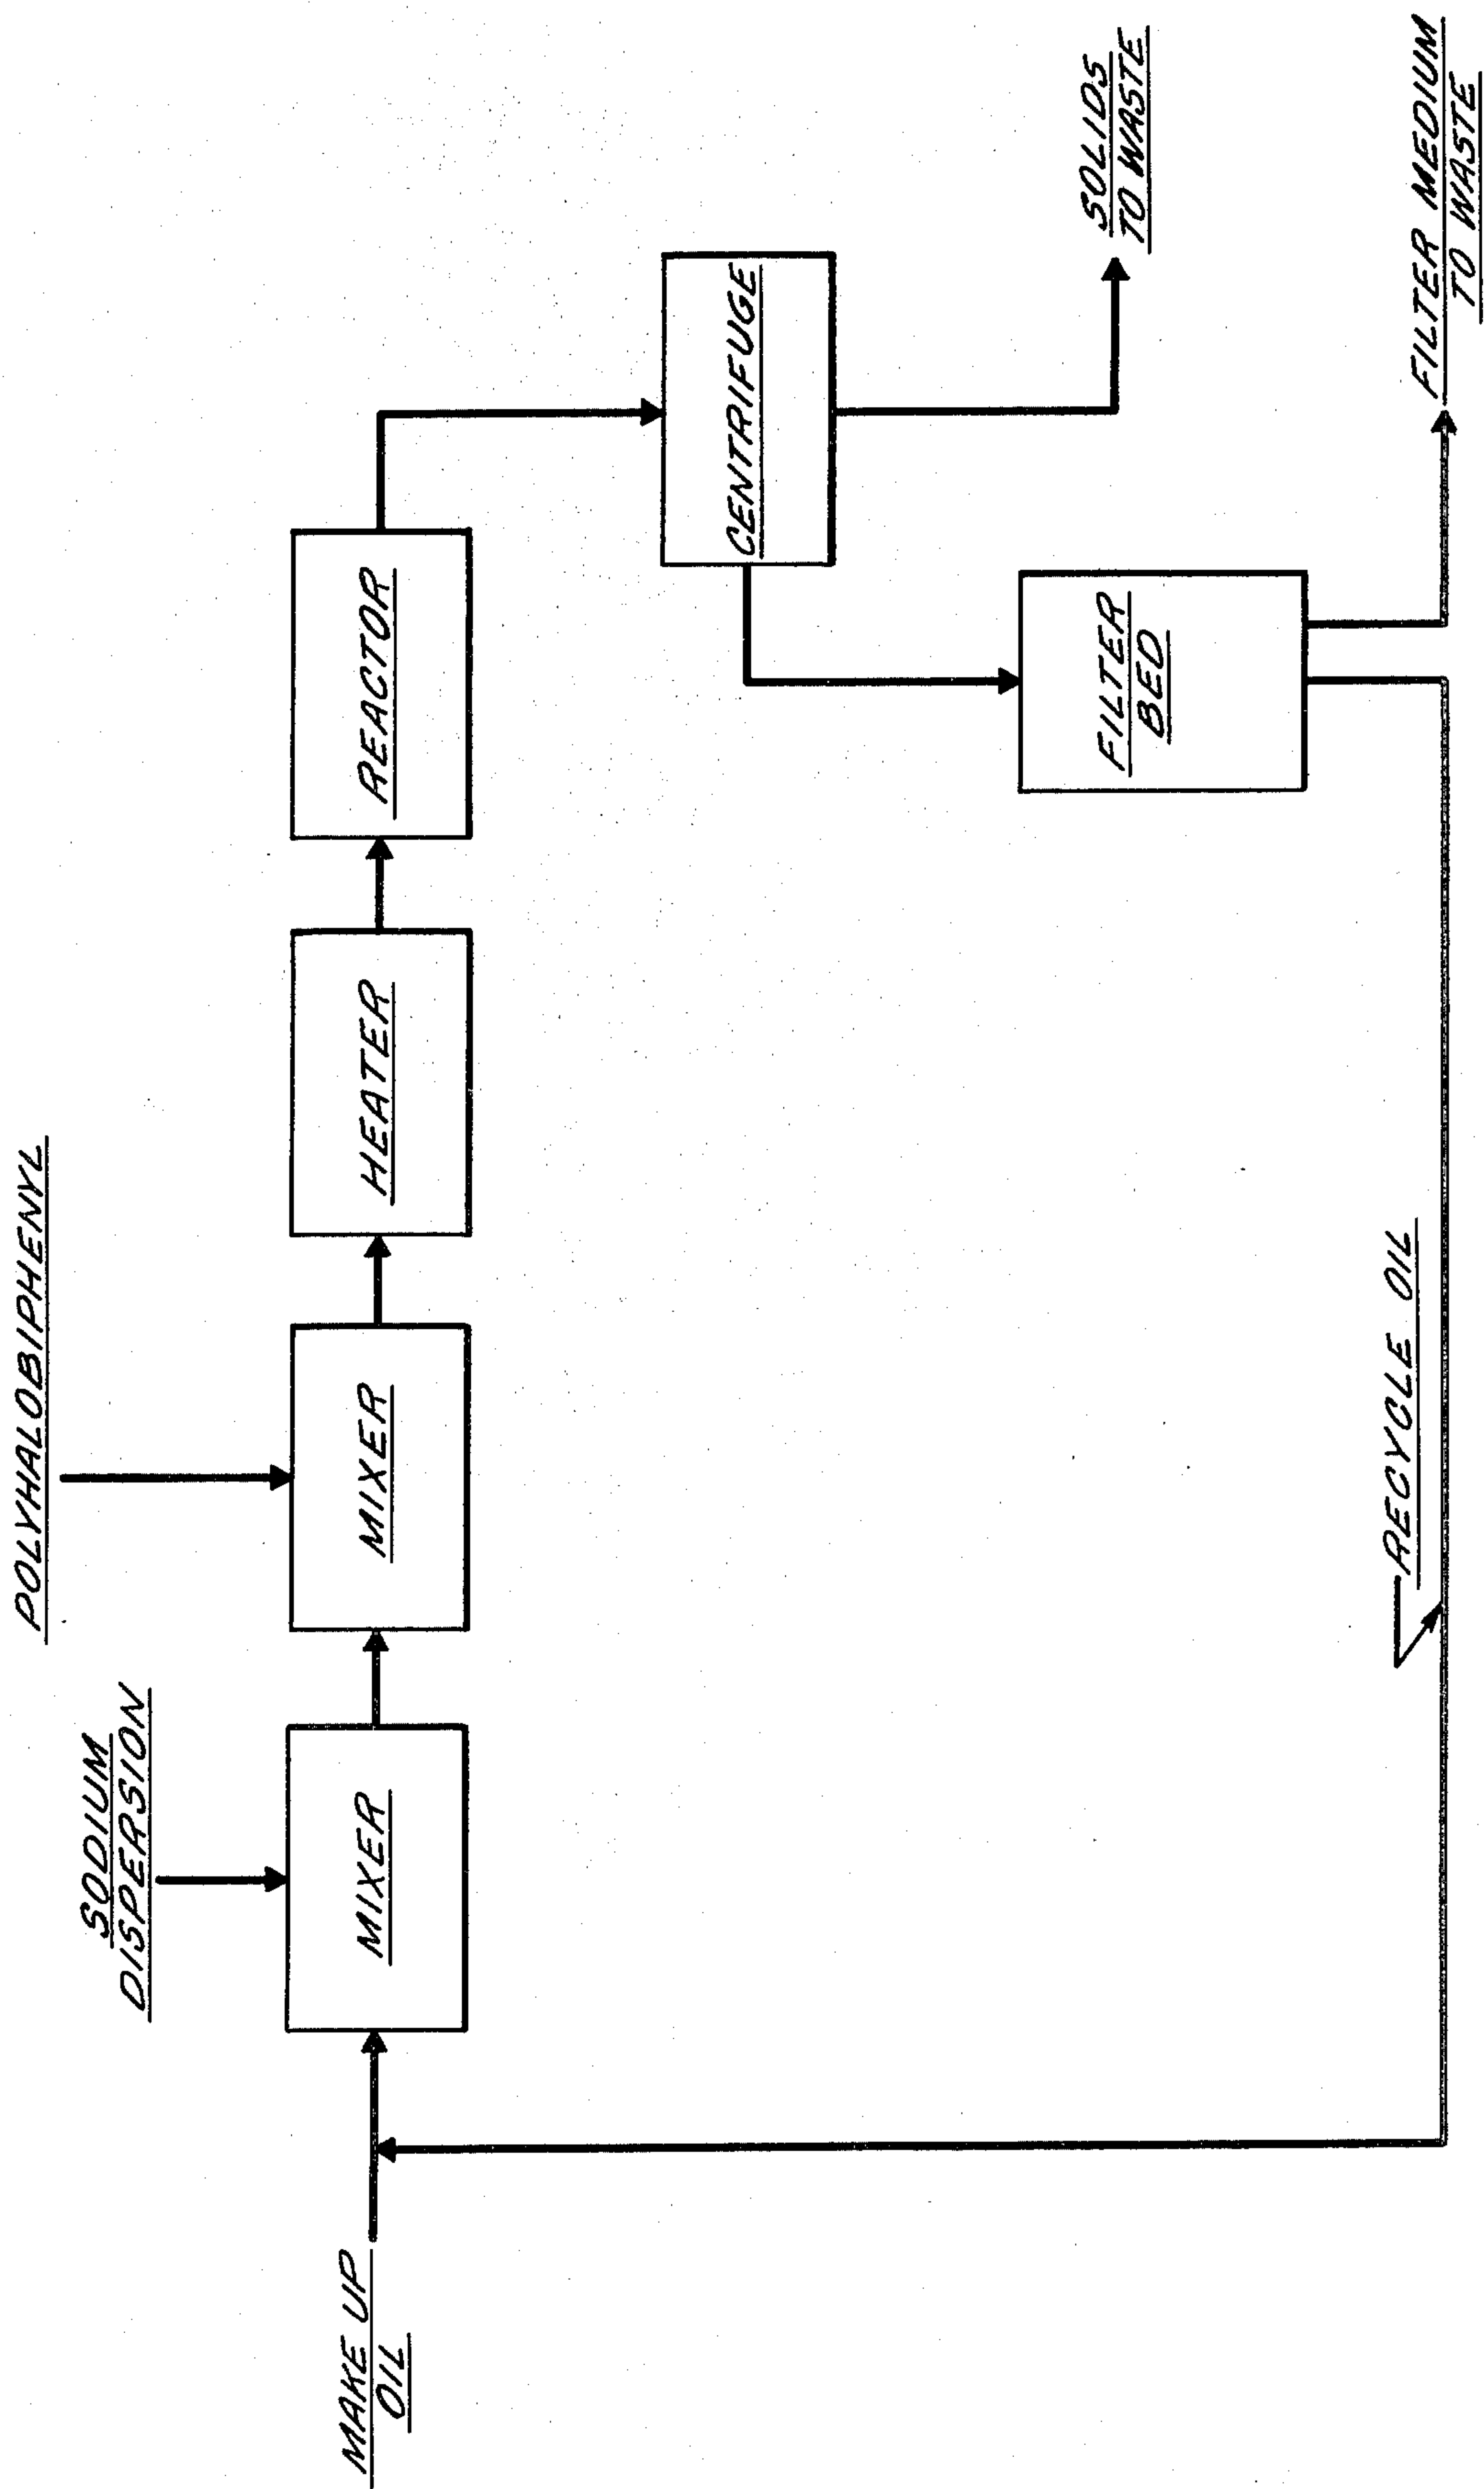 POLYHALOBIPHENYL
SODIUM
DISPERSION
MAKE UP
OIL
MIXER
MIXER
HEATER
REACTOR
CENTRIFUGE
SOLIDS
TO WASTE
FILTER
BED
RECYCLE OIL
FILTER MEDIUM
TO WASTE